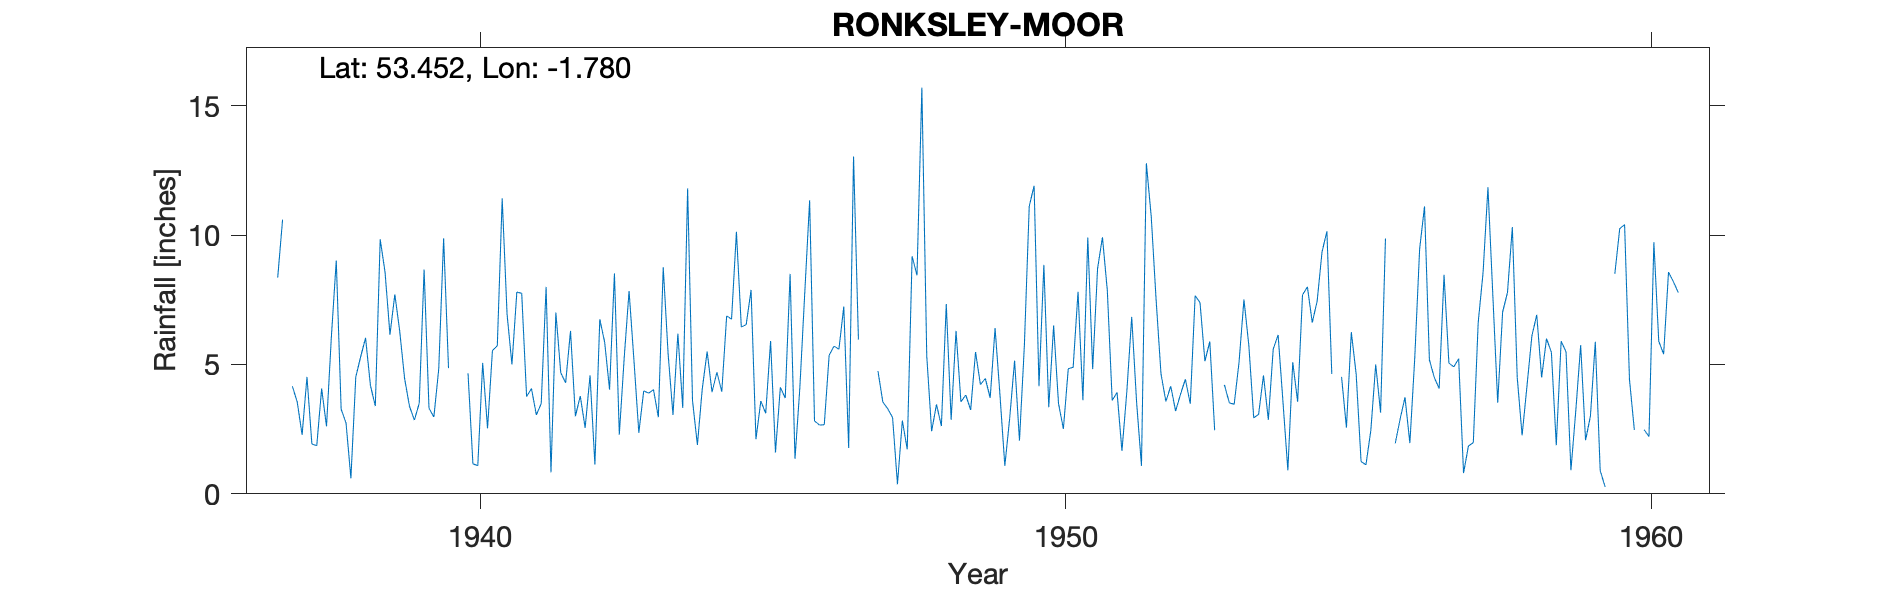 RONKSLEY-MOOR
Lat: 53.452, Lon: -1.780
15
10
5
0
Rainfall [inches]
1940
1950
1960
Year